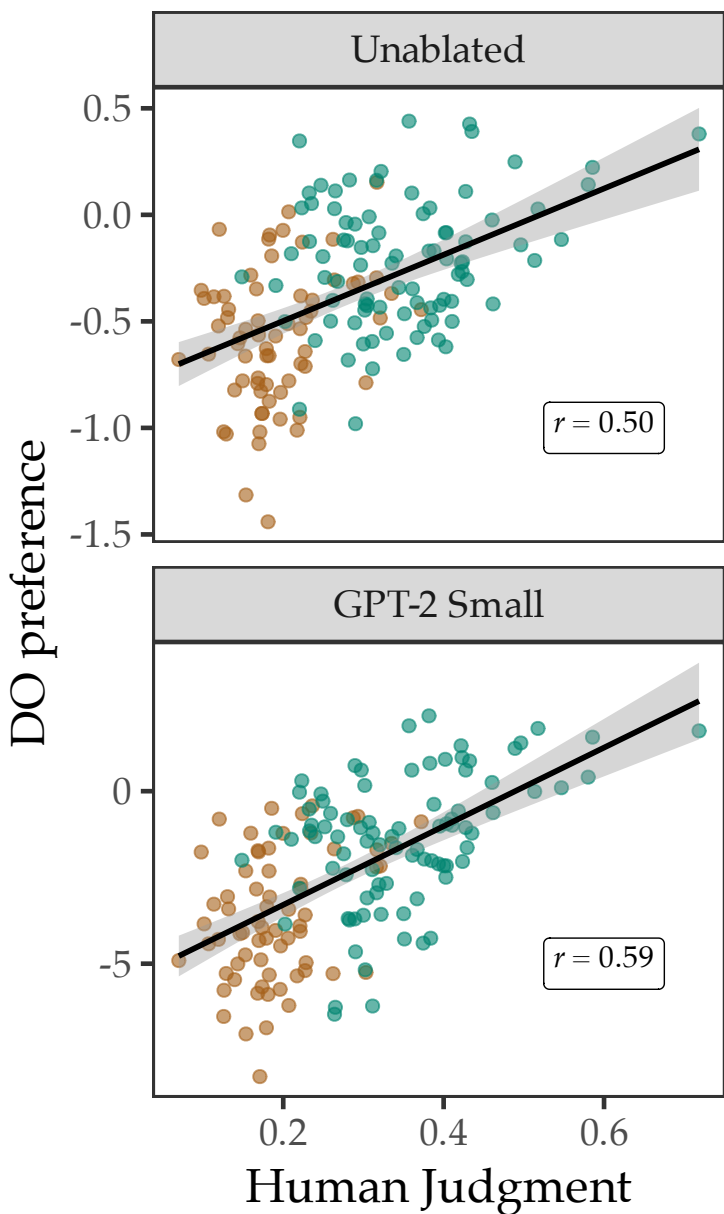 Unablated
0.5
0.0
-0.5
-1.0
-1.5
r = 0.50
DO preference
GPT-2 Small
0
-5
r = 0.59
0.2 0.4 0.6
Human Judgment